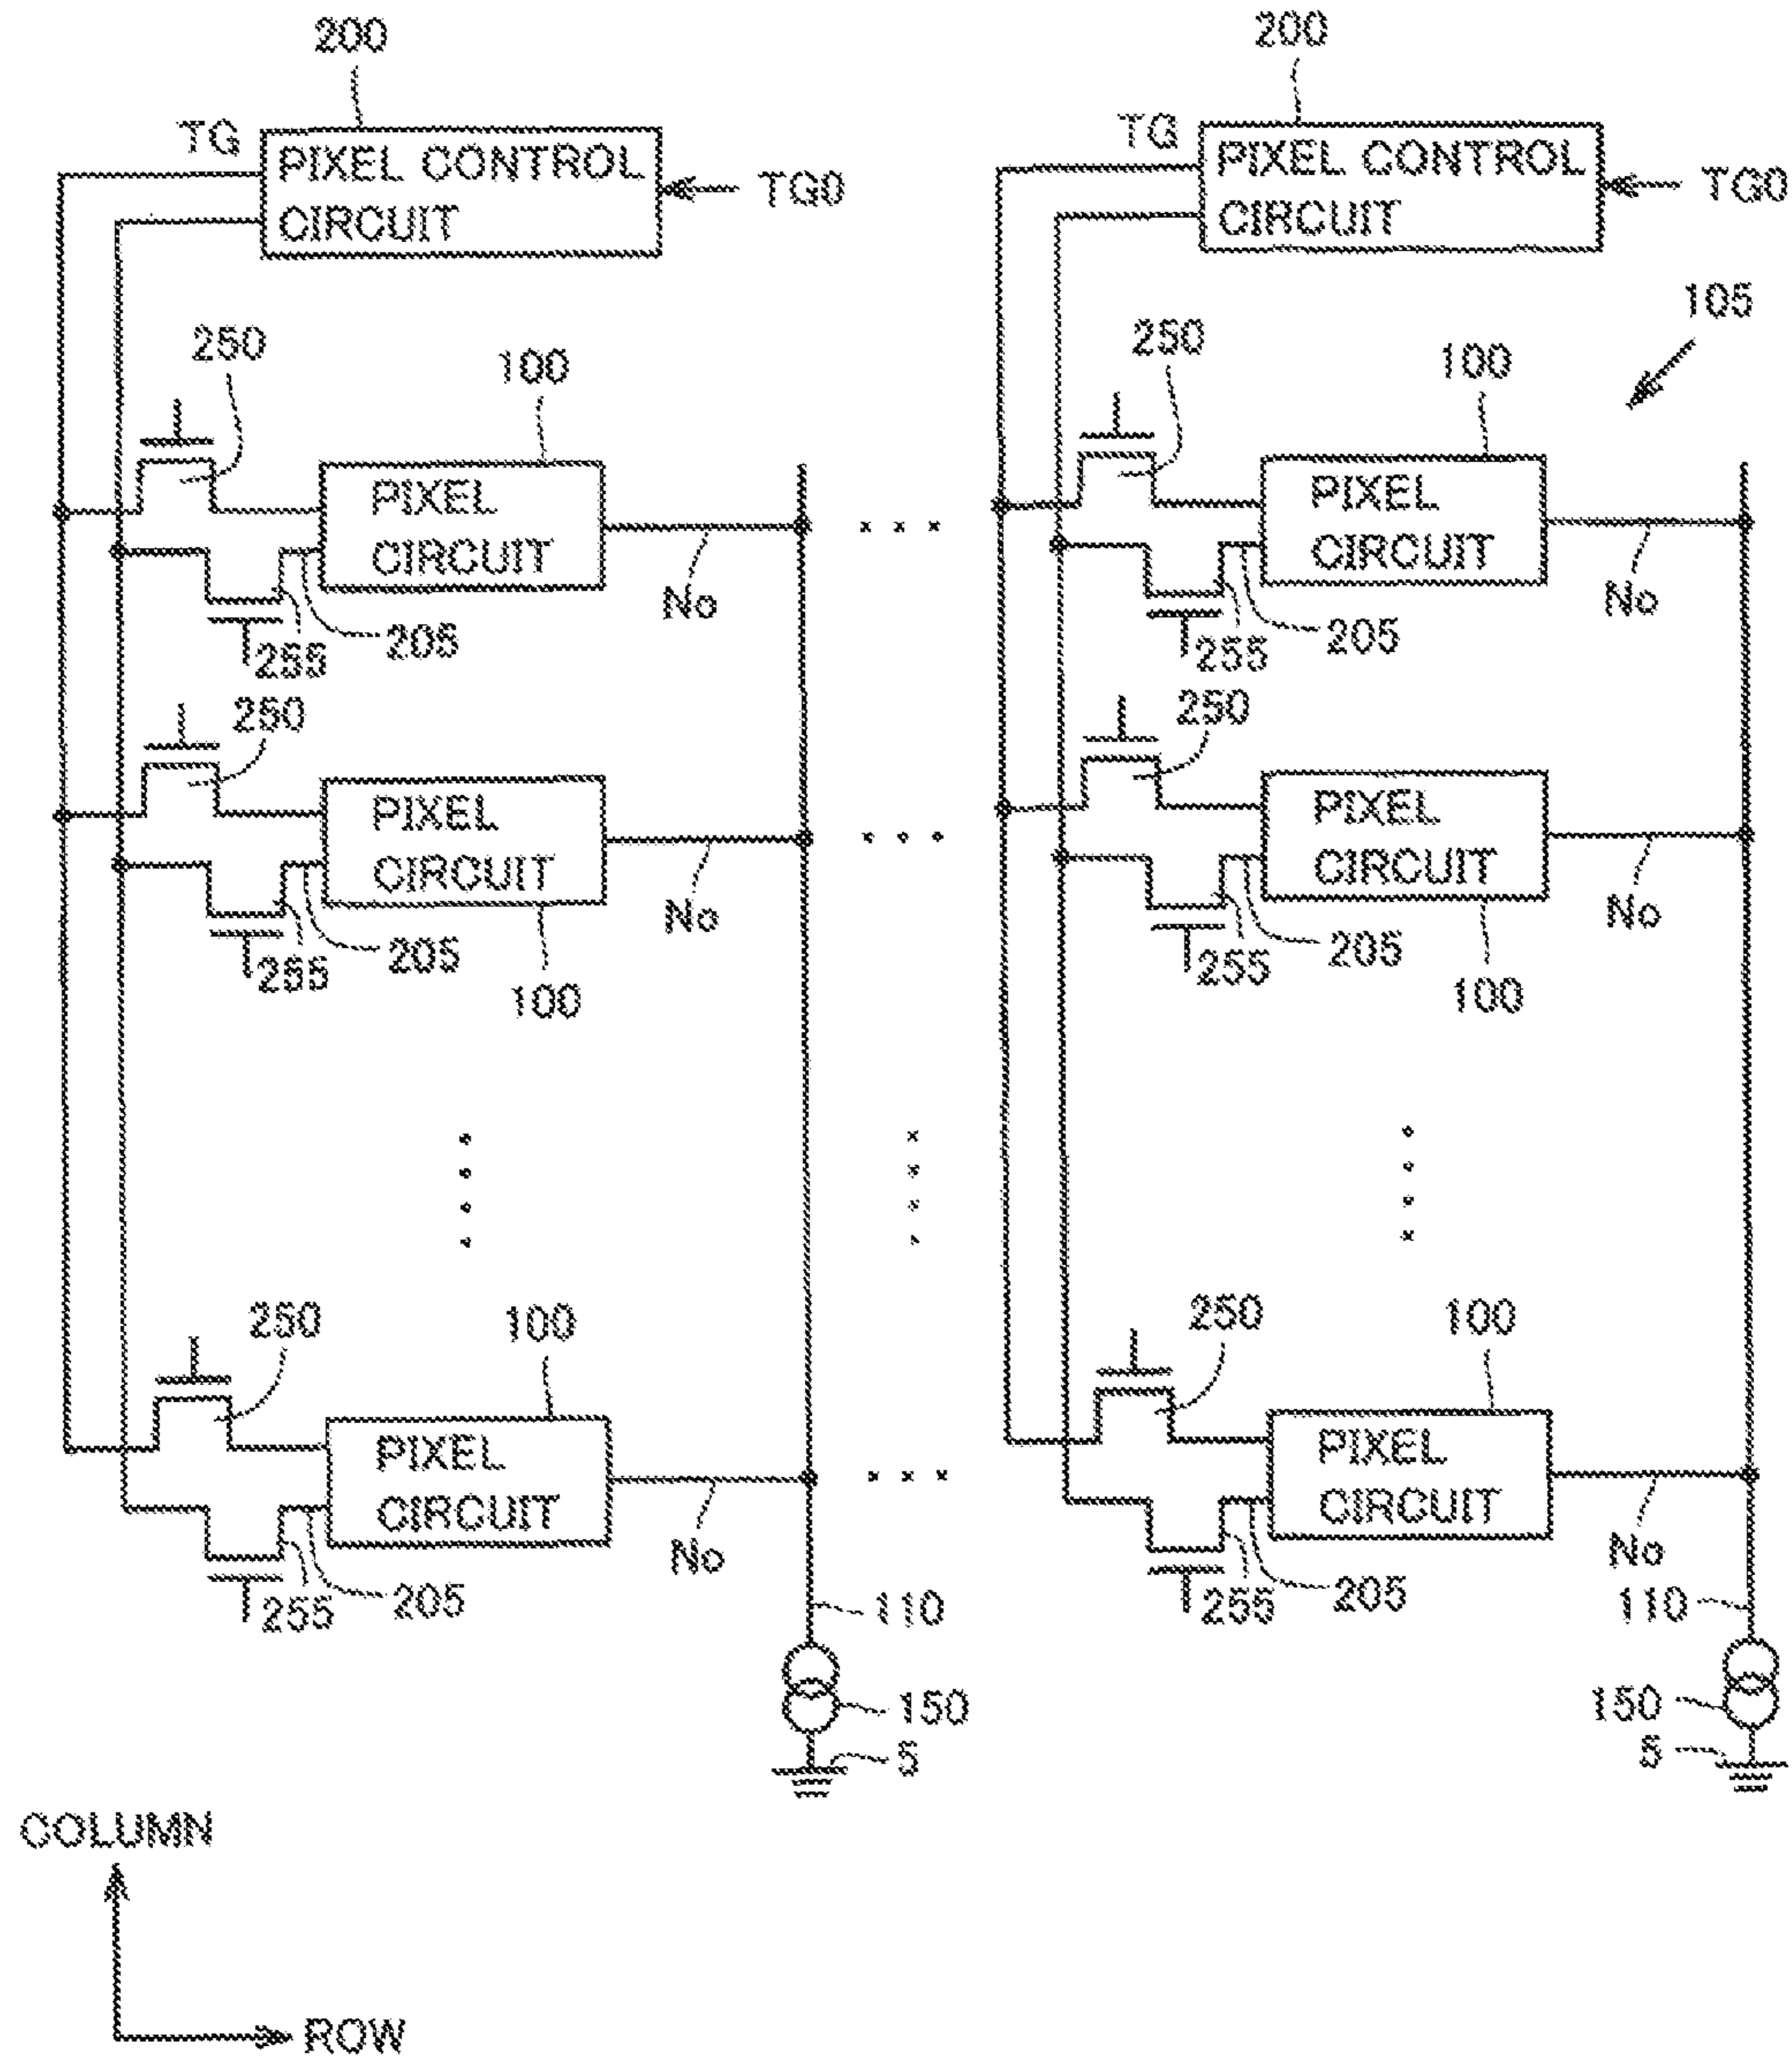 200 200
TG PIXEL CONTROL CIRCUIT TG0 TG PIXEL CONTROL CIRCUIT TG0
105
250 100 250 100
PIXEL CIRCUIT PIXEL CIRCUIT
No No
255 205 255 205
250 250
PIXEL CIRCUIT PIXEL CIRCUIT
No No
255 205 255 205
100 100
250 100 250 100
PIXEL CIRCUIT PIXEL CIRCUIT
No No
255 205 255 205
110 110
150 150
5 5
COLUMN
ROW